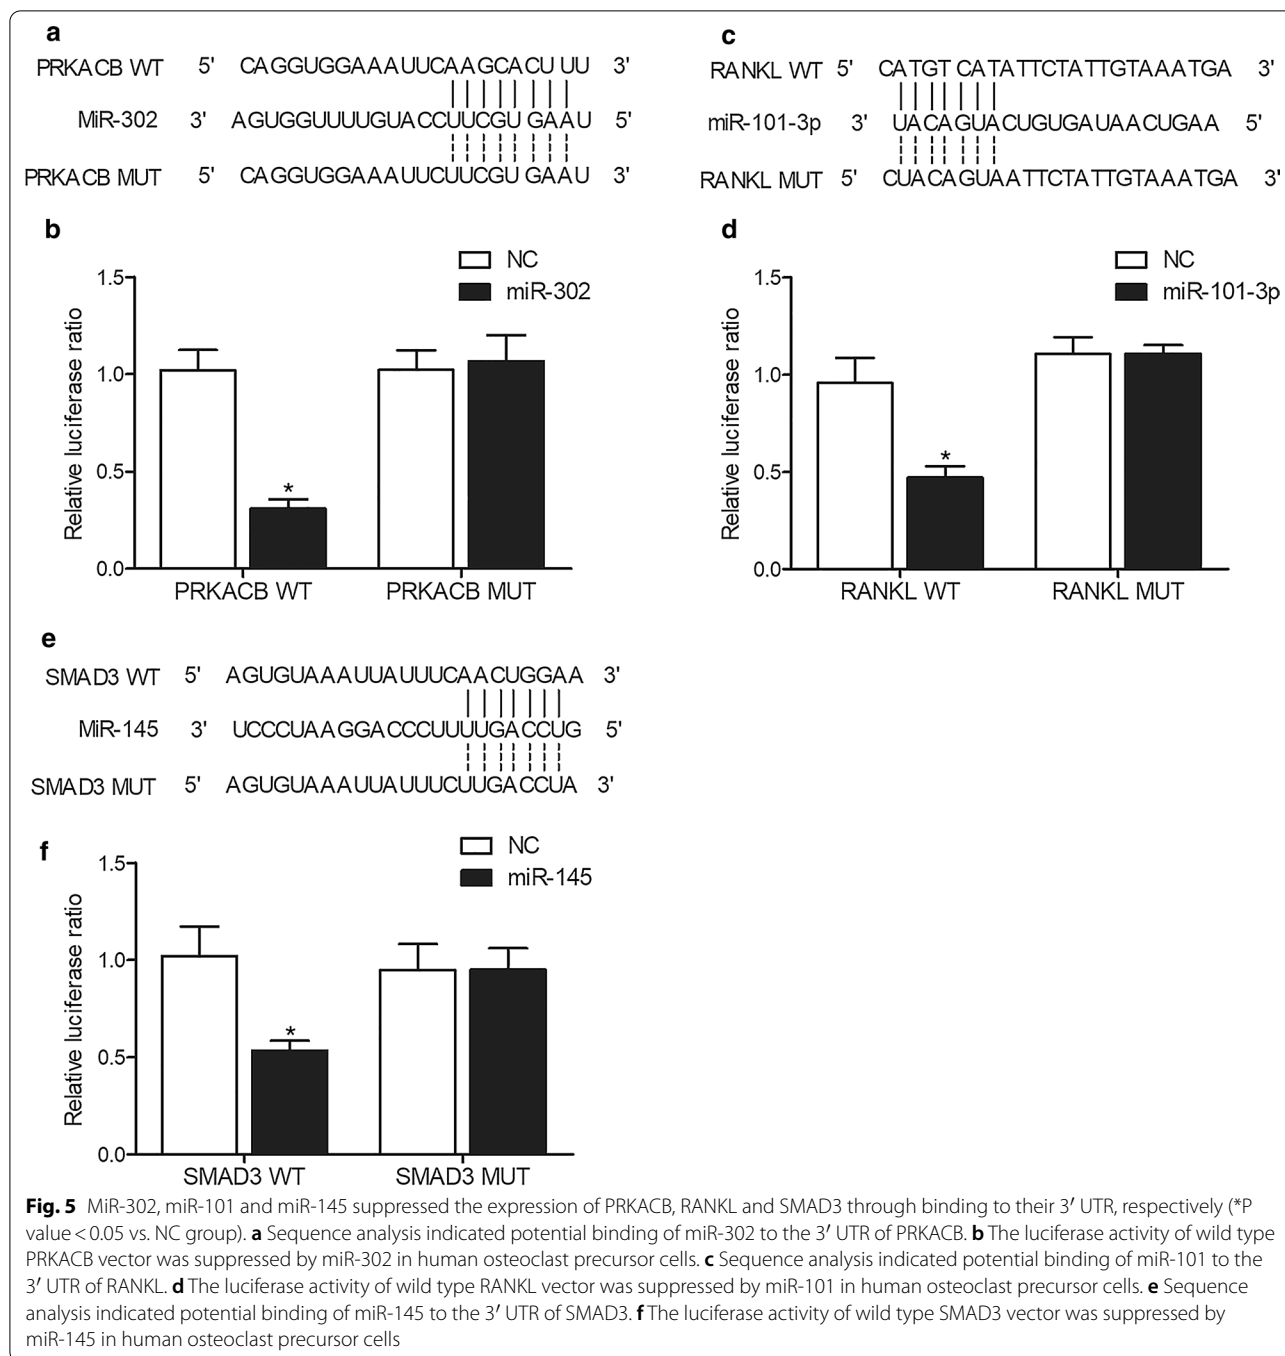 a
PRKACB WT 5' CAGGUGGAAAUUCAAGCACU UU 3'
MiR-302 3' AGUGGUUUUGUACCUUCGU GAAU 5'
PRKACB MUT 5' CAGGUGGAAAUUCUUCGU GAAU 3'
b
NC
miR-302
1.5
1.0
0.5
0.0
Relative luciferase ratio
*
PRKACB WT PRKACB MUT
c
RANKL WT 5' CATGT CATATTCTATTGTAAATGA 3'
miR-101-3p 3' UACAGUACUGUGAUAACUGAA 5'
RANKL MUT 5' CUACAGUAATTCTATTGTAAATGA 3'
d
NC
miR-101-3p
1.5
1.0
0.5
0.0
Relative luciferase ratio
*
RANKL WT RANKL MUT
e
SMAD3 WT 5' AGUGUAAAUUAUUUCAACUGGAA 3'
MiR-145 3' UCCCUAAGGACCCUUUUGACCUG 5'
SMAD3 MUT 5' AGUGUAAAUUAUUUCUUGACCUA 3'
f
NC
miR-145
1.5
1.0
0.5
0.0
Relative luciferase ratio
*
SMAD3 WT SMAD3 MUT
Fig. 5 MiR-302, miR-101 and miR-145 suppressed the expression of PRKACB, RANKL and SMAD3 through binding to their 3′ UTR, respectively (*P
value < 0.05 vs. NC group). a Sequence analysis indicated potential binding of miR-302 to the 3′ UTR of PRKACB. b The luciferase activity of wild type
PRKACB vector was suppressed by miR-302 in human osteoclast precursor cells. c Sequence analysis indicated potential binding of miR-101 to the
3′ UTR of RANKL. d The luciferase activity of wild type RANKL vector was suppressed by miR-101 in human osteoclast precursor cells. e Sequence
analysis indicated potential binding of miR-145 to the 3′ UTR of SMAD3. f The luciferase activity of wild type SMAD3 vector was suppressed by
miR-145 in human osteoclast precursor cells